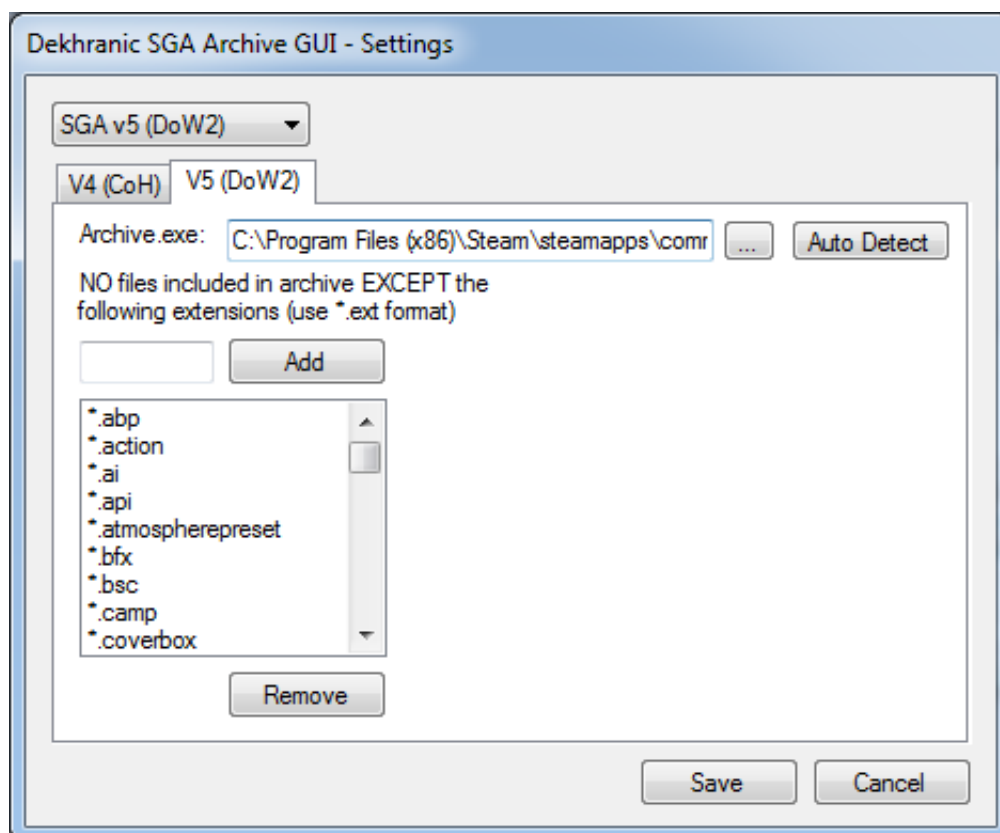 Dekhranic SGA Archive GUI - Settings
SGA v5 (DoW2)
V4 (CoH) V5 (DoW2)
Archive.exe: C:\Program Files (x86)\Steam\steamapps\comr ... Auto Detect
NO files included in archive EXCEPT the
following extensions (use *.ext format)
Add
*.abp
*.action
*.ai
*.api
*.atmospherepreset
*.bfx
*.bsc
*.camp
*.coverbox
Remove
Save Cancel